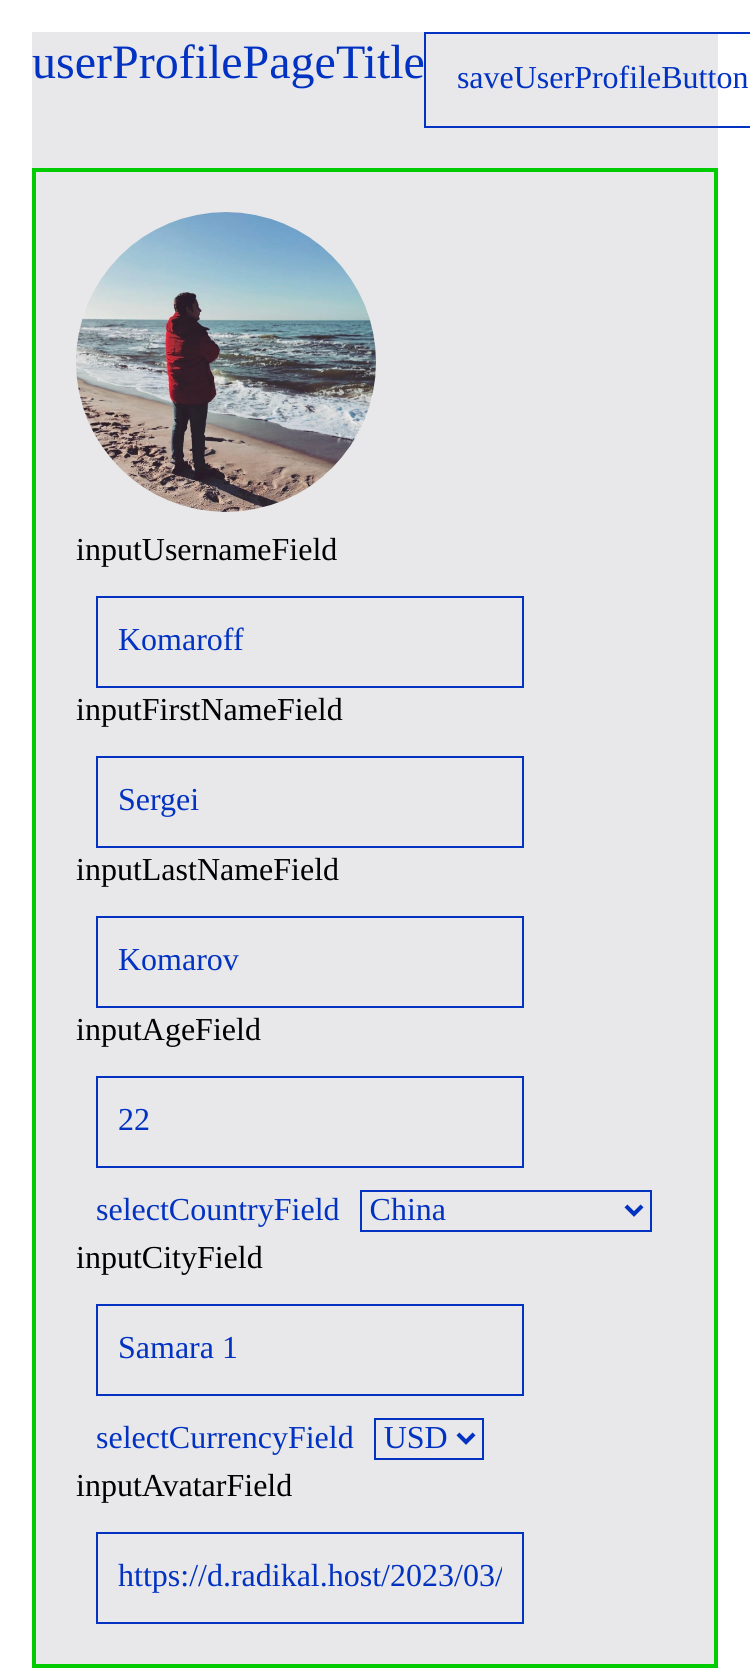 userProfilePageTitle
saveUserProfileButton
inputUsernameField
Komaroff
inputFirstNameField
Sergei
inputLastNameField
Komarov
inputAgeField
22
selectCountryField China
inputCityField
Samara 1
selectCurrencyField USD
inputAvatarField
https://d.radikal.host/2023/03/